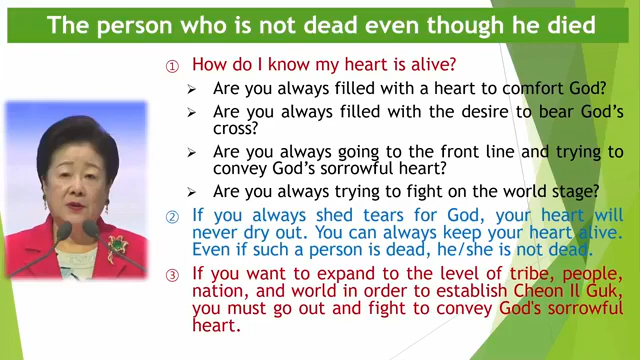 The person who is not dead even though he died
① How do I know my heart is alive?
➢ Are you always filled with a heart to comfort God?
➢ Are you always filled with the desire to bear God's
cross?
➢ Are you always going to the front line and trying to
convey God's sorrowful heart?
➢ Are you always trying to fight on the world stage?
② If you always shed tears for God, your heart will
never dry out. You can always keep your heart alive.
Even if such a person is dead, he/she is not dead.
③ If you want to expand to the level of tribe, people,
nation, and world in order to establish Cheon Il Guk,
you must go out and fight to convey God's sorrowful
heart.